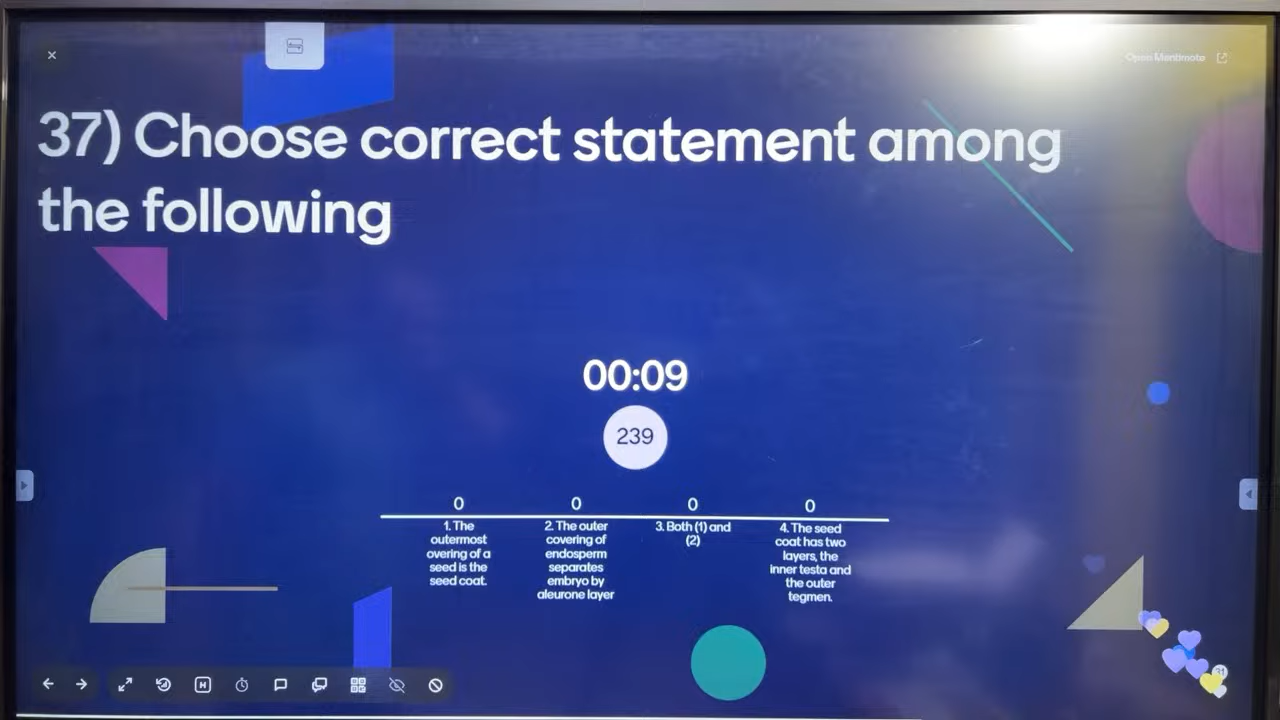 Open Mentimote
37) Choose correct statement among
the following
00:09
239
0
1. The
outermost
overing of a
seed is the
seed coat.
0
2. The outer
covering of
endosperm
separates
embryo by
aleurone layer
0
3. Both (1) and
(2)
0
4. The seed
coat has two
layers, the
inner testa and
the outer
tegmen.